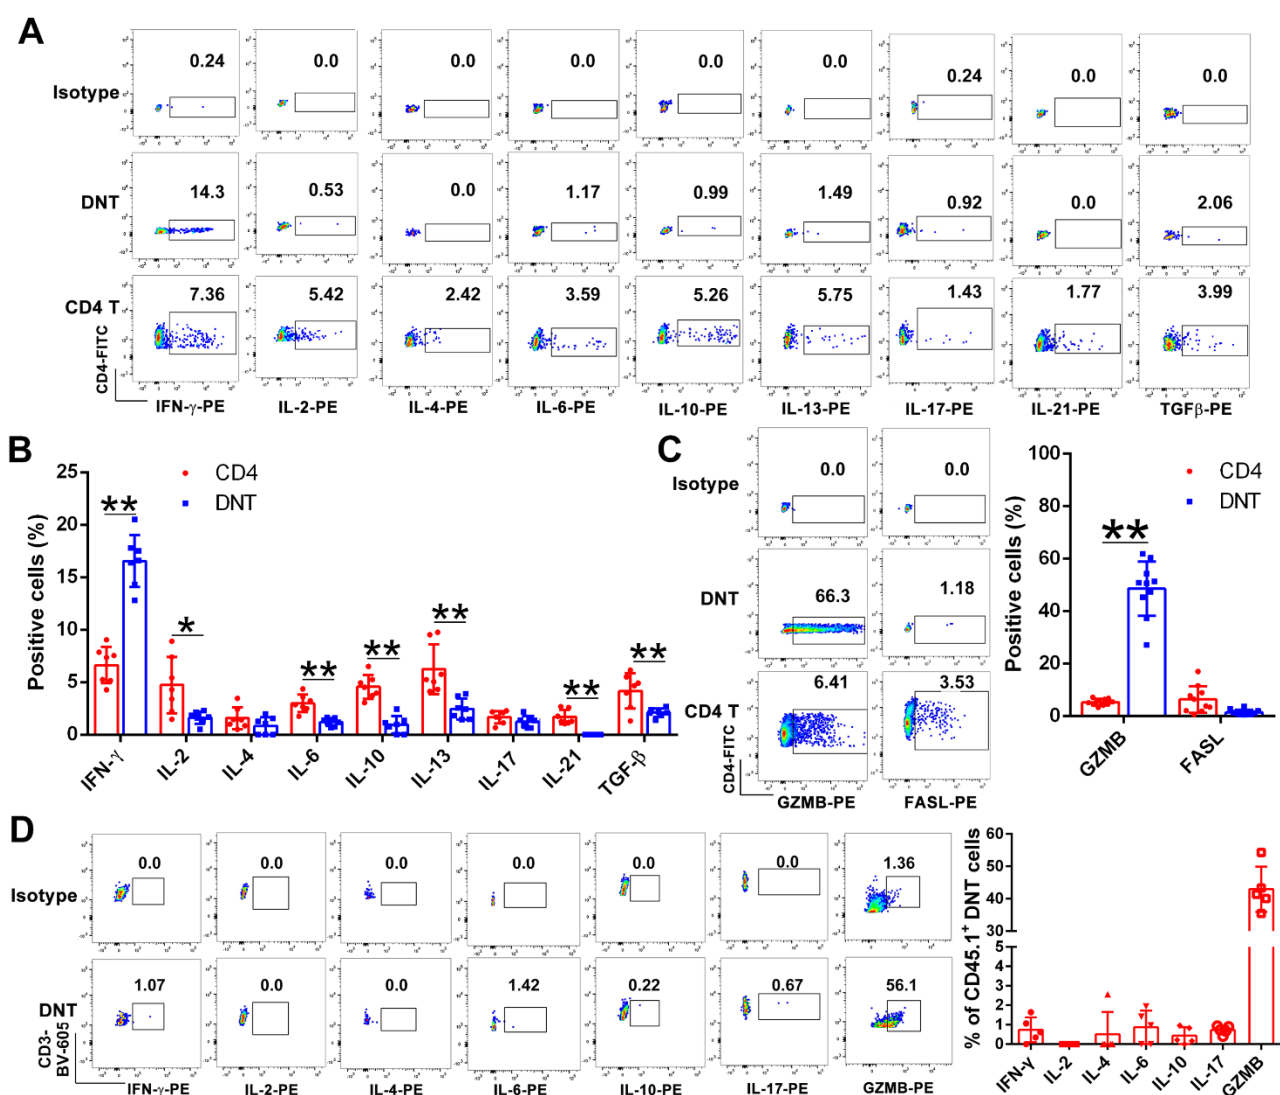 A
Isotype
0.24 0.0 0.0 0.0 0.0 0.0 0.24 0.0 0.0
DNT
14.3 0.53 0.0 1.17 0.99 1.49 0.92 0.0 2.06
CD4 T
7.36 5.42 2.42 3.59 5.26 5.75 1.43 1.77 3.99
CD4-FITC
IFN-γ-PE IL-2-PE IL-4-PE IL-6-PE IL-10-PE IL-13-PE IL-17-PE IL-21-PE TGFβ-PE
B
Positive cells (%)
25
20
15
10
5
0
CD4
DNT
** * ** ** ** ** **
IFN-γ IL-2 IL-4 IL-6 IL-10 IL-13 IL-17 IL-21 TGF-β
C
Isotype
0.0 0.0
DNT
66.3 1.18
CD4 T
6.41 3.53
CD4-FITC
GZMB-PE FASL-PE
Positive cells (%)
100
80
60
40
20
0
CD4
DNT
**
GZMB FASL
D
Isotype
0.0 0.0 0.0 0.0 0.0 0.0 1.36
DNT
1.07 0.0 0.0 1.42 0.22 0.67 56.1
CD3-
BV-605
IFN-γ-PE IL-2-PE IL-4-PE IL-6-PE IL-10-PE IL-17-PE GZMB-PE
% of CD45.1⁺ DNT cells
60
50
40
30
5
4
3
2
1
0
IFN-γ IL-2 IL-4 IL-6 IL-10 IL-17 GZMB